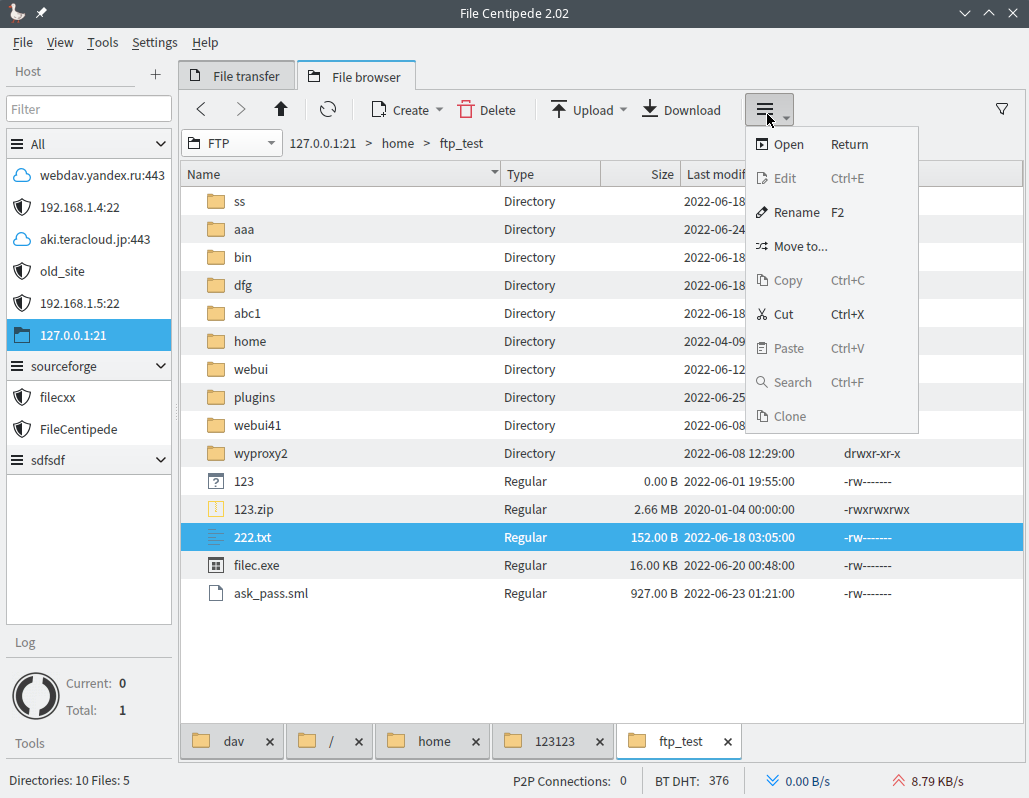 File Centipede 2.02
File View Tools Settings Help
Host
Filter
All
webdav.yandex.ru:443
192.168.1.4:22
aki.teracloud.jp:443
old_site
192.168.1.5:22
127.0.0.1:21
sourceforge
filecxx
FileCentipede
sdfsdf
Log
Current: 0
Total: 1
Tools
File transfer File browser
Create Delete Upload Download
FTP 127.0.0.1:21 > home > ftp_test
Name Type Size Last modif
ss Directory 2022-06-18
aaa Directory 2022-06-24
bin Directory 2022-06-18
dfg Directory 2022-06-18
abc1 Directory 2022-06-18
home Directory 2022-04-09
webui Directory 2022-06-12
plugins Directory 2022-06-25
webui41 Directory 2022-06-08
wyproxy2 Directory 2022-06-08 12:29:00 drwxr-xr-x
123 Regular 0.00 B 2022-06-01 19:55:00 -rw-------
123.zip Regular 2.66 MB 2020-01-04 00:00:00 -rwxrwxrwx
222.txt Regular 152.00 B 2022-06-18 03:05:00 -rw-------
filec.exe Regular 16.00 KB 2022-06-20 00:48:00 -rw-------
ask_pass.sml Regular 927.00 B 2022-06-23 01:21:00 -rw-------
Open Return
Edit Ctrl+E
Rename F2
Move to...
Copy Ctrl+C
Cut Ctrl+X
Paste Ctrl+V
Search Ctrl+F
Clone
dav / home 123123 ftp_test
Directories: 10 Files: 5 P2P Connections: 0 BT DHT: 376 0.00 B/s 8.79 KB/s